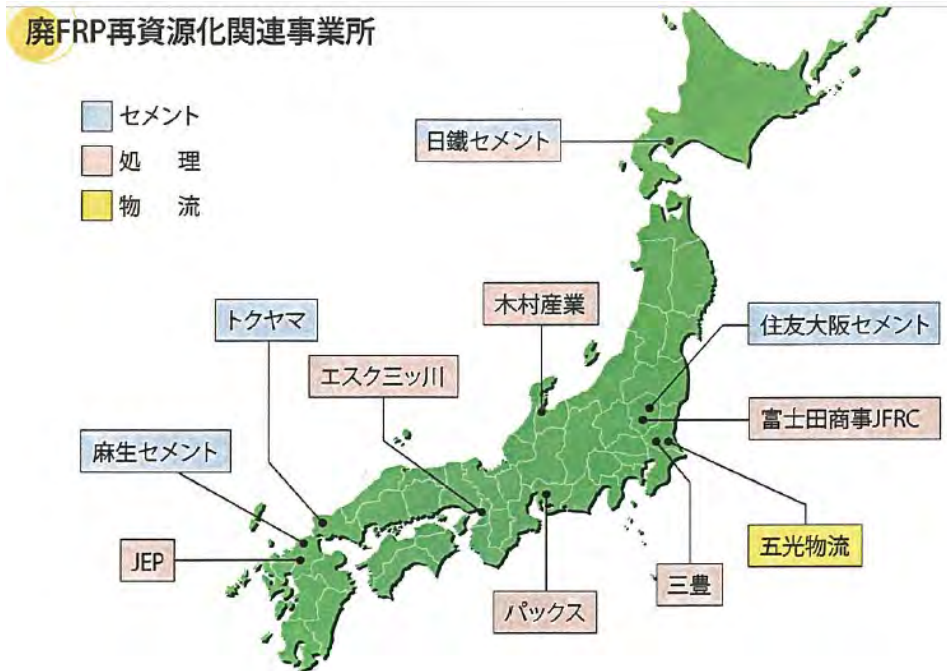 廃FRP再資源化関連事業所
セメント
処　理
物　流
日鐵セメント
木村産業
トクヤマ
住友大阪セメント
エスク三ッ川
富士田商事JFRC
麻生セメント
五光物流
JEP
三豊
パックス